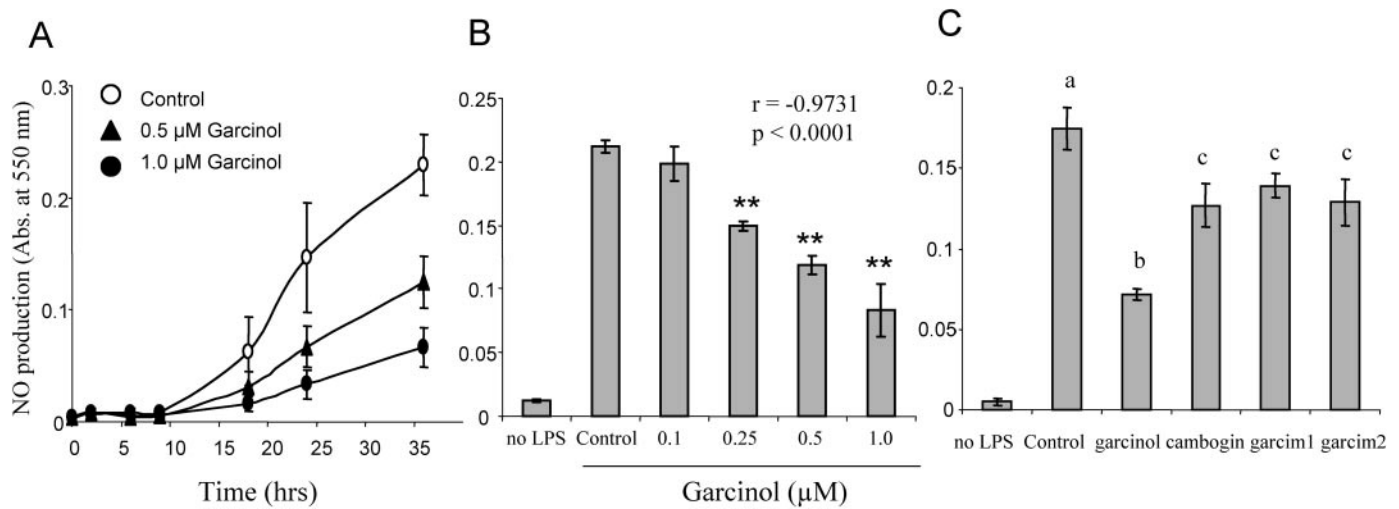 A
NO production (Abs. at 550 nm)
0.3
0.2
0.1
0
Control
0.5 µM Garcinol
1.0 µM Garcinol
0 5 10 15 20 25 30 35
Time (hrs)
B
0.25
0.2
0.15
0.1
0.05
0
r = -0.9731
p < 0.0001
**
**
**
no LPS Control 0.1 0.25 0.5 1.0
Garcinol (µM)
C
0.2
0.15
0.1
0.05
0
a
b
c
c
c
no LPS Control garcinol cambogin garcim1 garcim2